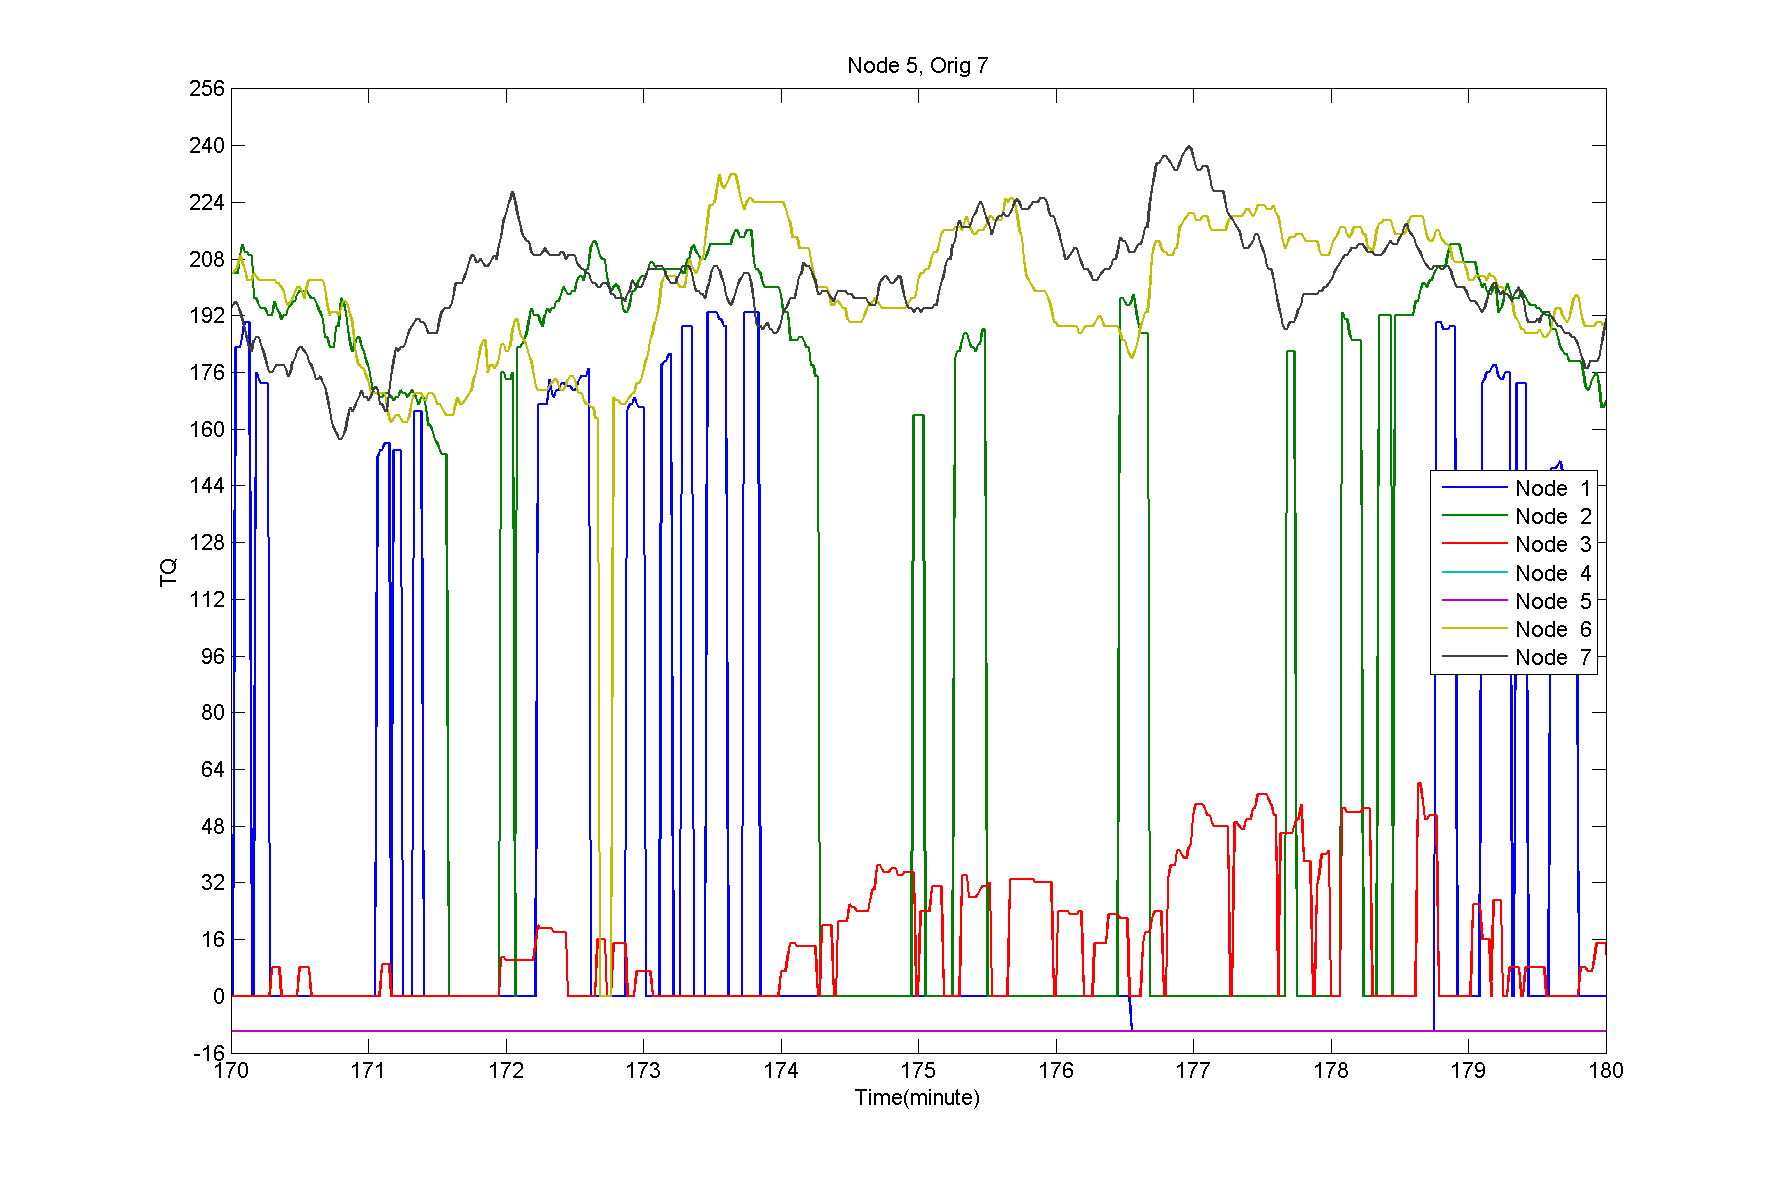 Node 5, Orig 7
256
240
224
208
192
176
160
144
128
112
96
80
64
48
32
16
0
-16
TQ
Node 1
Node 2
Node 3
Node 4
Node 5
Node 6
Node 7
170 171 172 173 174 175 176 177 178 179 180
Time(minute)